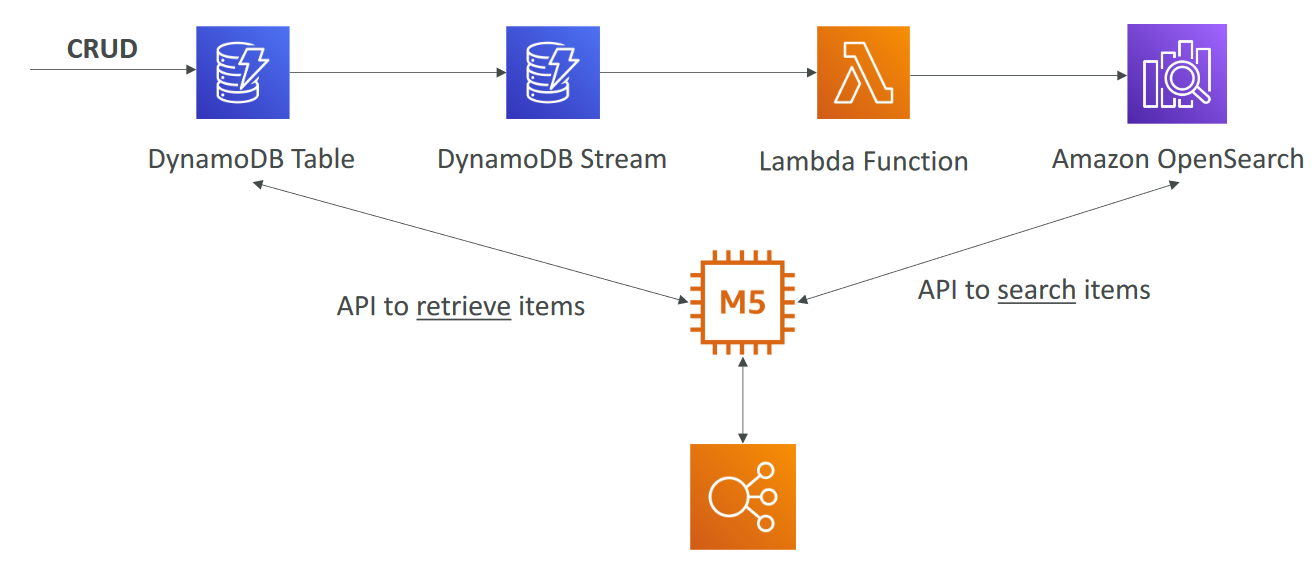 CRUD
DynamoDB Table
DynamoDB Stream
Lambda Function
Amazon OpenSearch
API to retrieve items
M5
API to search items